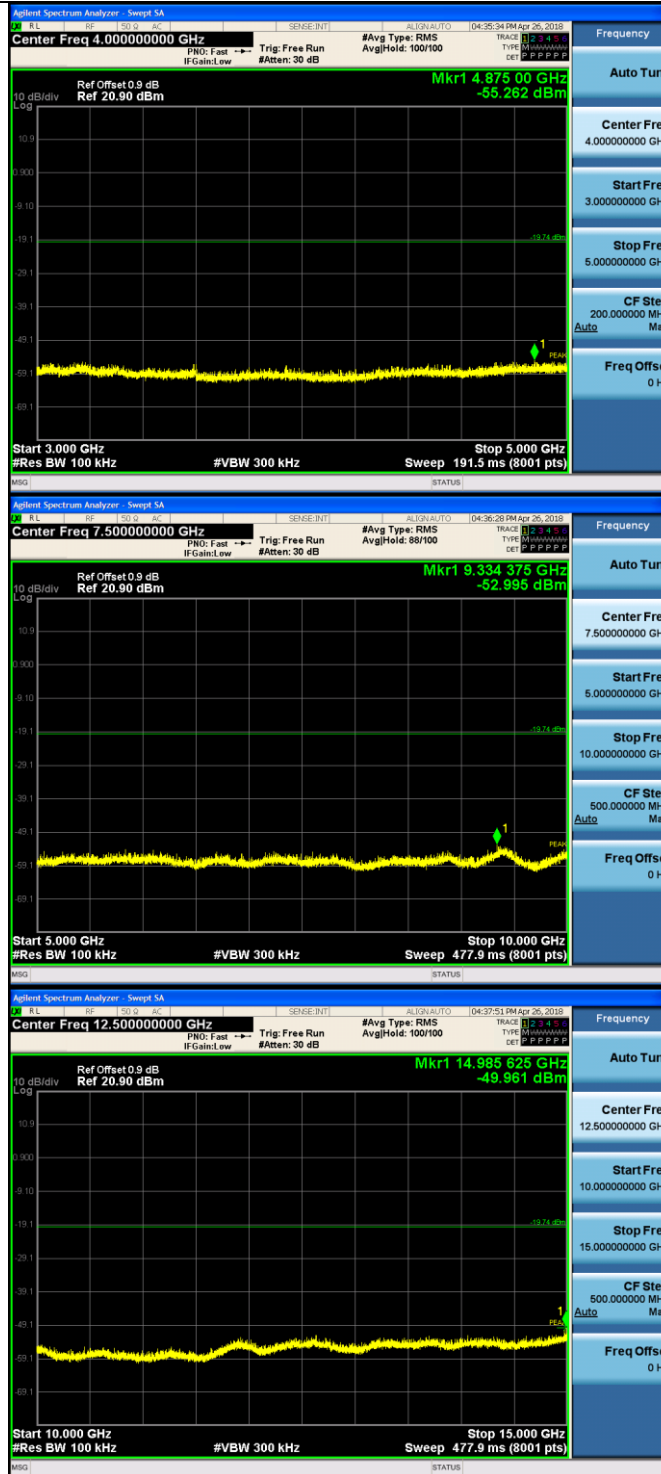 Agilent Spectrum Analyzer - Swept SA
RL RF 50 Ω AC SENSE:INT ALIGNAUTO 04:35:34 PM Apr 26, 2018
Center Freq 4.000000000 GHz
PNO: Fast Trig: Free Run #Avg Type: RMS TRACE 1 2 3 4 5 6
IFGain:Low #Atten: 30 dB Avg|Hold: 100/100 TYPE M
DET P P P P P P
Frequency
Mkr1 4.875 00 GHz
-55.262 dBm
Ref Offset 0.9 dB
10 dB/div Ref 20.90 dBm
Log
10.9
0.900
-9.10
-19.1
-29.1
-39.1
-49.1
-59.1
-69.1
-19.74 dBm
1
PEAK
Auto Tun
Center Fre
4.000000000 GH
Start Fre
3.000000000 GH
Stop Fre
5.000000000 GH
CF Ste
200.000000 MH
Auto Ma
Freq Offse
0 H
Start 3.000 GHz Stop 5.000 GHz
#Res BW 100 kHz #VBW 300 kHz Sweep 191.5 ms (8001 pts)
MSG STATUS
Agilent Spectrum Analyzer - Swept SA
RL RF 50 Ω AC SENSE:INT ALIGNAUTO 04:36:28 PM Apr 26, 2018
Center Freq 7.500000000 GHz
PNO: Fast Trig: Free Run #Avg Type: RMS TRACE 1 2 3 4 5 6
IFGain:Low #Atten: 30 dB Avg|Hold: 88/100 TYPE M
DET P P P P P P
Frequency
Mkr1 9.334 375 GHz
-52.995 dBm
Ref Offset 0.9 dB
10 dB/div Ref 20.90 dBm
Log
10.9
0.900
-9.10
-19.1
-29.1
-39.1
-49.1
-59.1
-69.1
-19.74 dBm
1
PEAK
Auto Tun
Center Fre
7.500000000 GH
Start Fre
5.000000000 GH
Stop Fre
10.000000000 GH
CF Ste
500.000000 MH
Auto Ma
Freq Offse
0 H
Start 5.000 GHz Stop 10.000 GHz
#Res BW 100 kHz #VBW 300 kHz Sweep 477.9 ms (8001 pts)
MSG STATUS
Agilent Spectrum Analyzer - Swept SA
RL RF 50 Ω AC SENSE:INT ALIGNAUTO 04:37:51 PM Apr 26, 2018
Center Freq 12.500000000 GHz
PNO: Fast Trig: Free Run #Avg Type: RMS TRACE 1 2 3 4 5 6
IFGain:Low #Atten: 30 dB Avg|Hold: 100/100 TYPE M
DET P P P P P P
Frequency
Mkr1 14.985 625 GHz
-49.961 dBm
Ref Offset 0.9 dB
10 dB/div Ref 20.90 dBm
Log
10.9
0.900
-9.10
-19.1
-29.1
-39.1
-49.1
-59.1
-69.1
-19.74 dBm
1
PEAK
Auto Tun
Center Fre
12.500000000 GH
Start Fre
10.000000000 GH
Stop Fre
15.000000000 GH
CF Ste
500.000000 MH
Auto Ma
Freq Offse
0 H
Start 10.000 GHz Stop 15.000 GHz
#Res BW 100 kHz #VBW 300 kHz Sweep 477.9 ms (8001 pts)
MSG STATUS